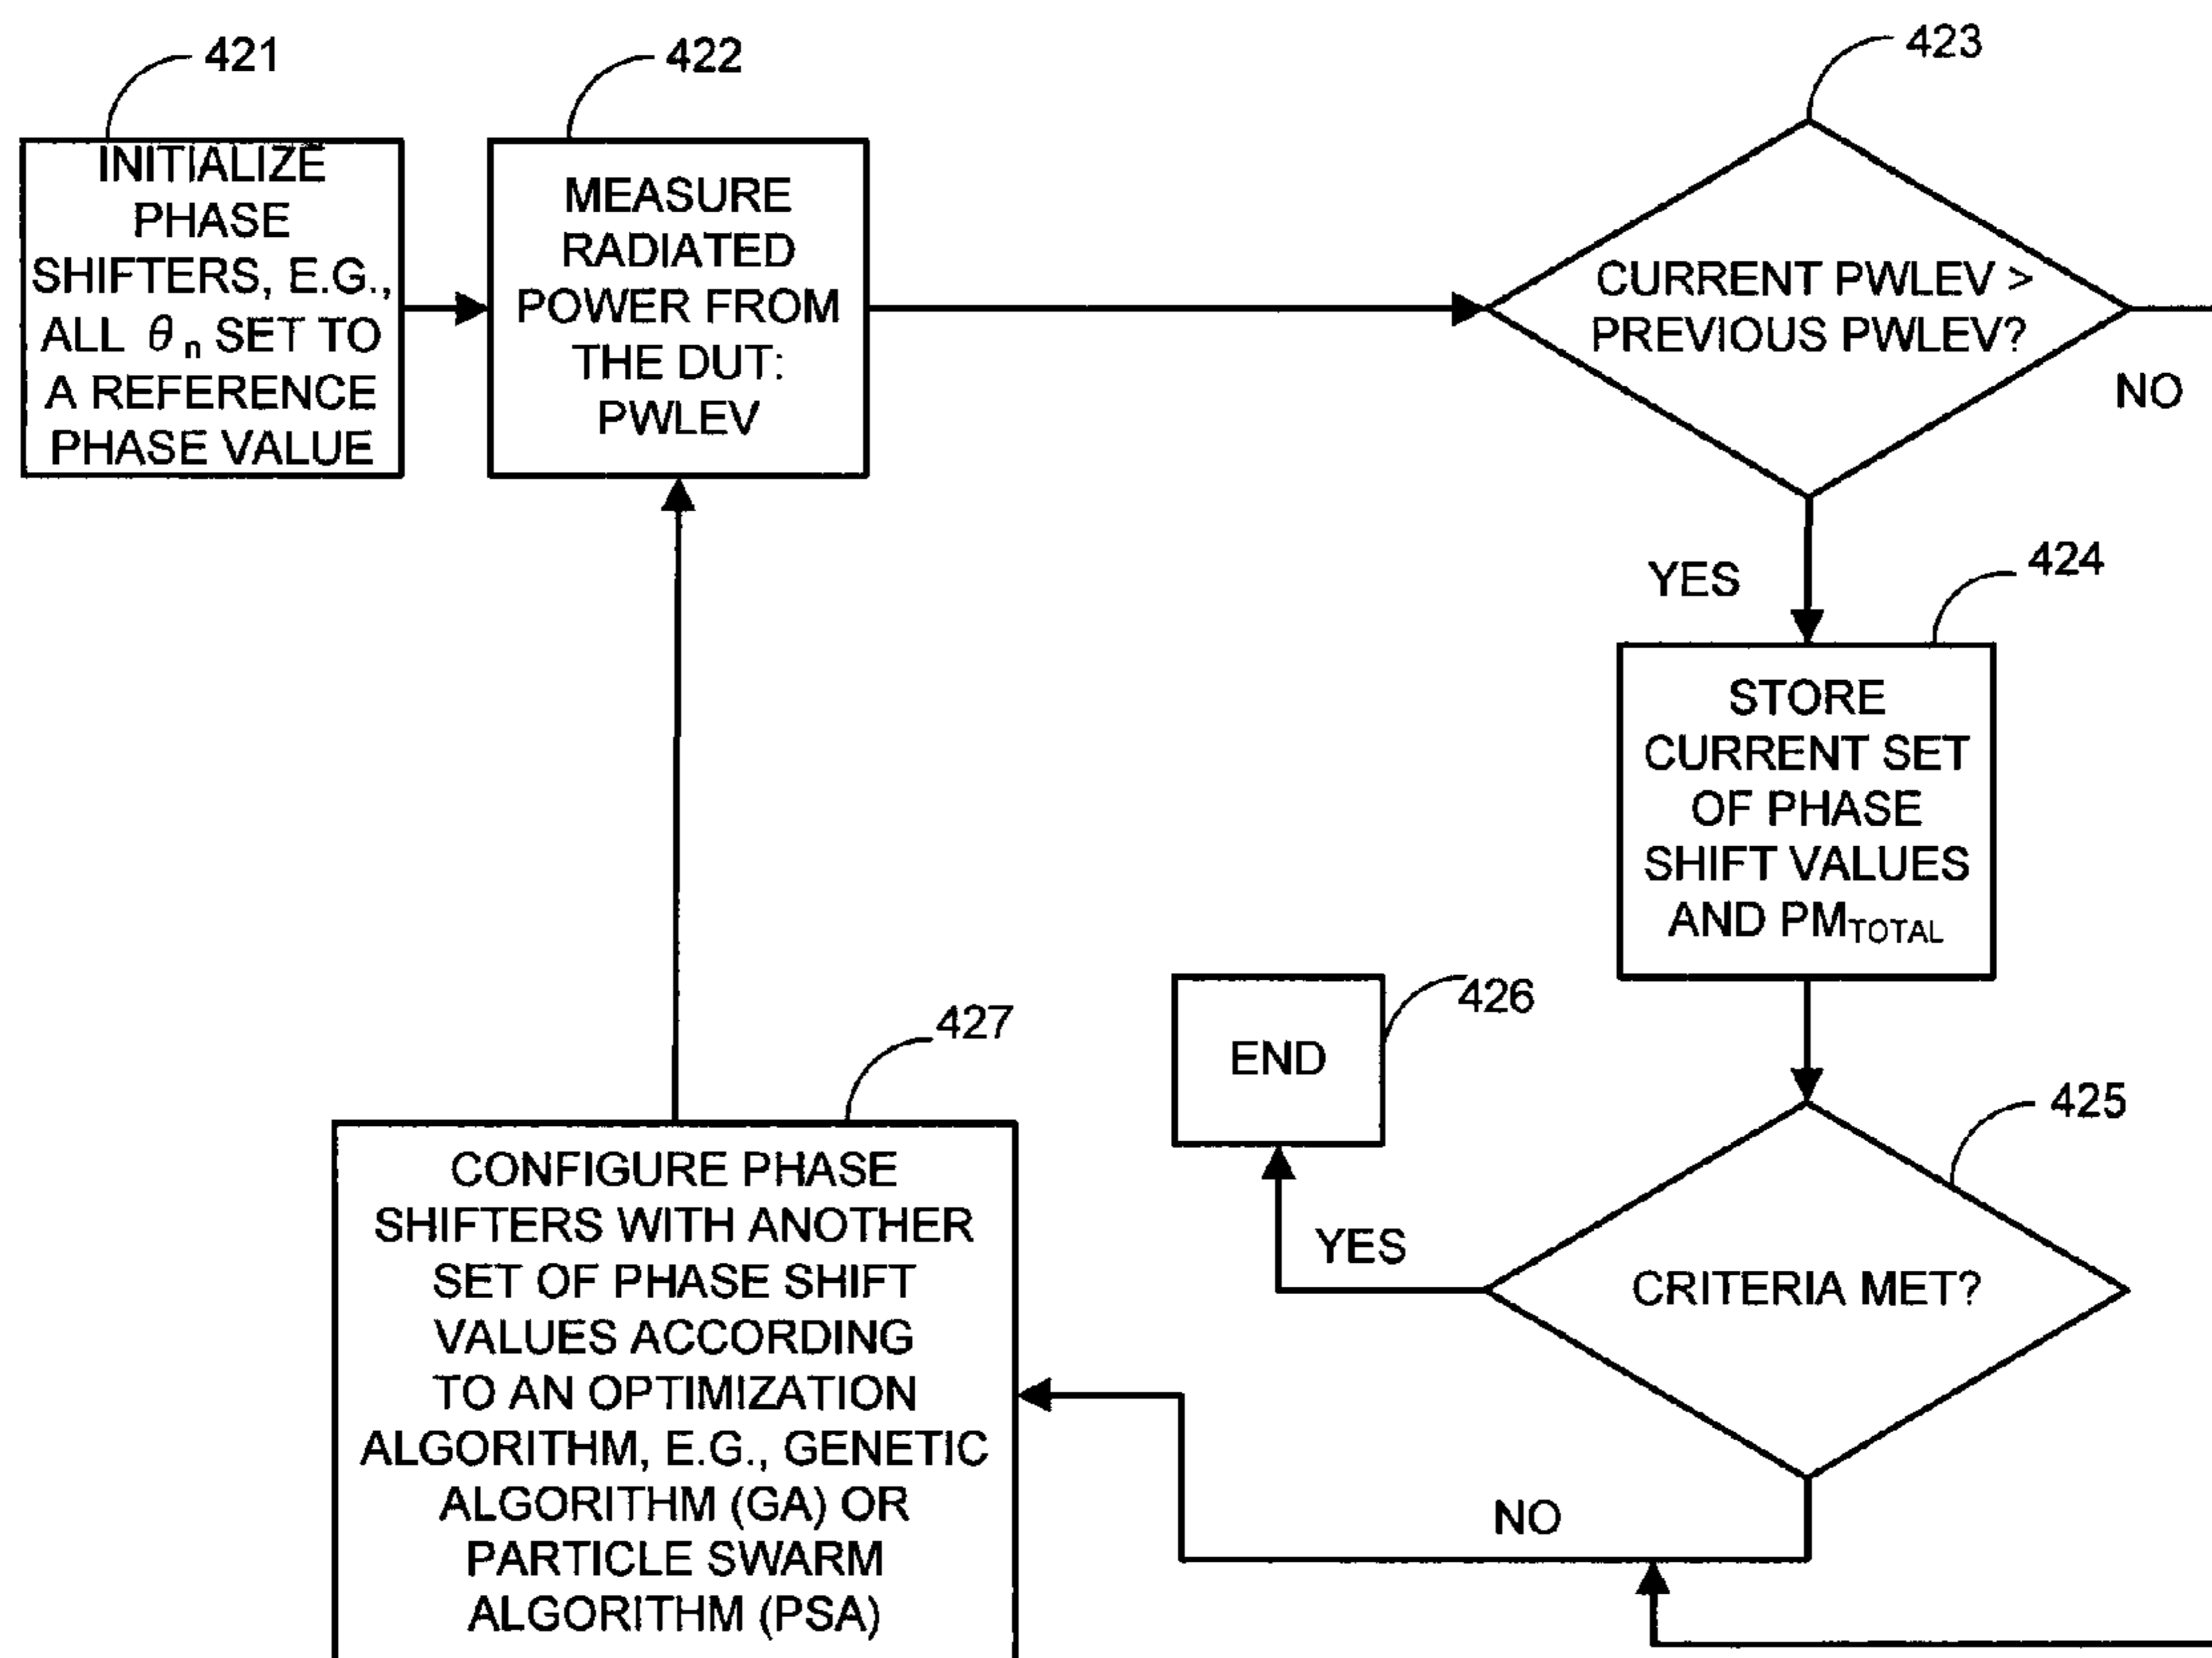 421
INITIALIZE
PHASE
SHIFTERS, E.G.,
ALL θn SET TO
A REFERENCE
PHASE VALUE
422
MEASURE
RADIATED
POWER FROM
THE DUT:
PWLEV
423
CURRENT PWLEV >
PREVIOUS PWLEV?
NO
YES
424
STORE
CURRENT SET
OF PHASE
SHIFT VALUES
AND PMTOTAL
425
CRITERIA MET?
YES
426
END
NO
427
CONFIGURE PHASE
SHIFTERS WITH ANOTHER
SET OF PHASE SHIFT
VALUES ACCORDING
TO AN OPTIMIZATION
ALGORITHM, E.G., GENETIC
ALGORITHM (GA) OR
PARTICLE SWARM
ALGORITHM (PSA)